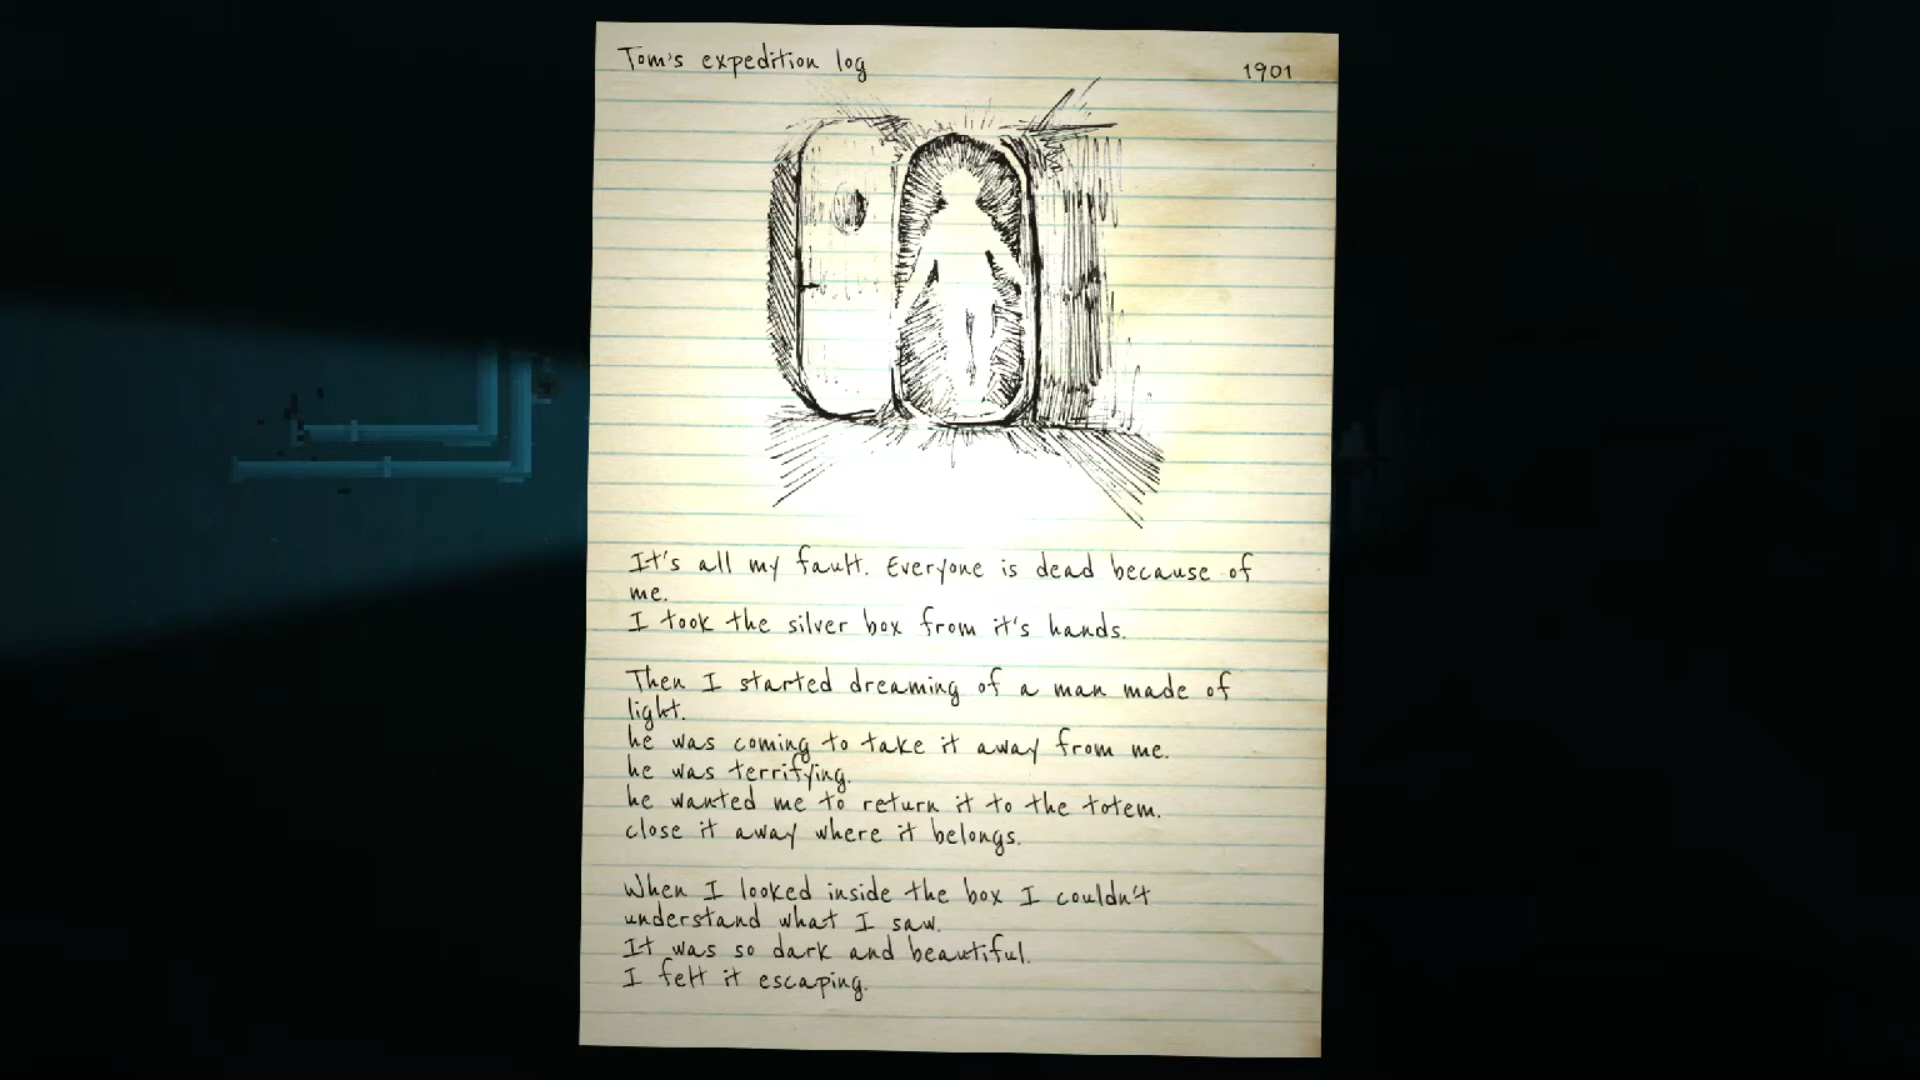 Tom's expedition log
1901
It's all my fault. Everyone is dead because of
me.
I took the silver box from it's hands.
Then I started dreaming of a man made of
light.
he was coming to take it away from me.
he was terrifying.
he wanted me to return it to the totem.
close it away where it belongs.
When I looked inside the box I couldn't
understand what I saw.
It was so dark and beautiful.
I felt it escaping.